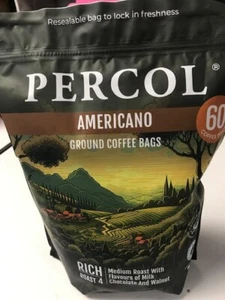 Resealable bag to lock in freshness
PERCOL®
AMERICANO
60
GROUND COFFEE BAGS
RICH
ROAST 4
Medium Roast With
Flavours of Milk
Chocolate And Walnut